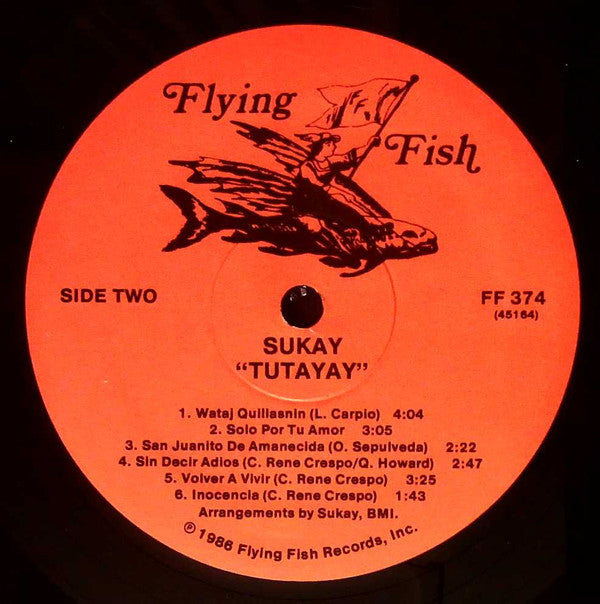 Flying
Fish
SIDE TWO
FF 374
(45164)
SUKAY
“TUTAYAY”
1. Wataj Quillasnin (L. Carpio) 4:04
2. Solo Por Tu Amor 3:05
3. San Juanito De Amanecida (O. Sepulveda) 2:22
4. Sin Decir Adios (C. Rene Crespo/Q. Howard) 2:47
5. Volver A Vivir (C. Rene Crespo) 3:25
6. Inocencia (C. Rene Crespo) 1:43
Arrangements by Sukay, BMI.
℗ 1986 Flying Fish Records, Inc.